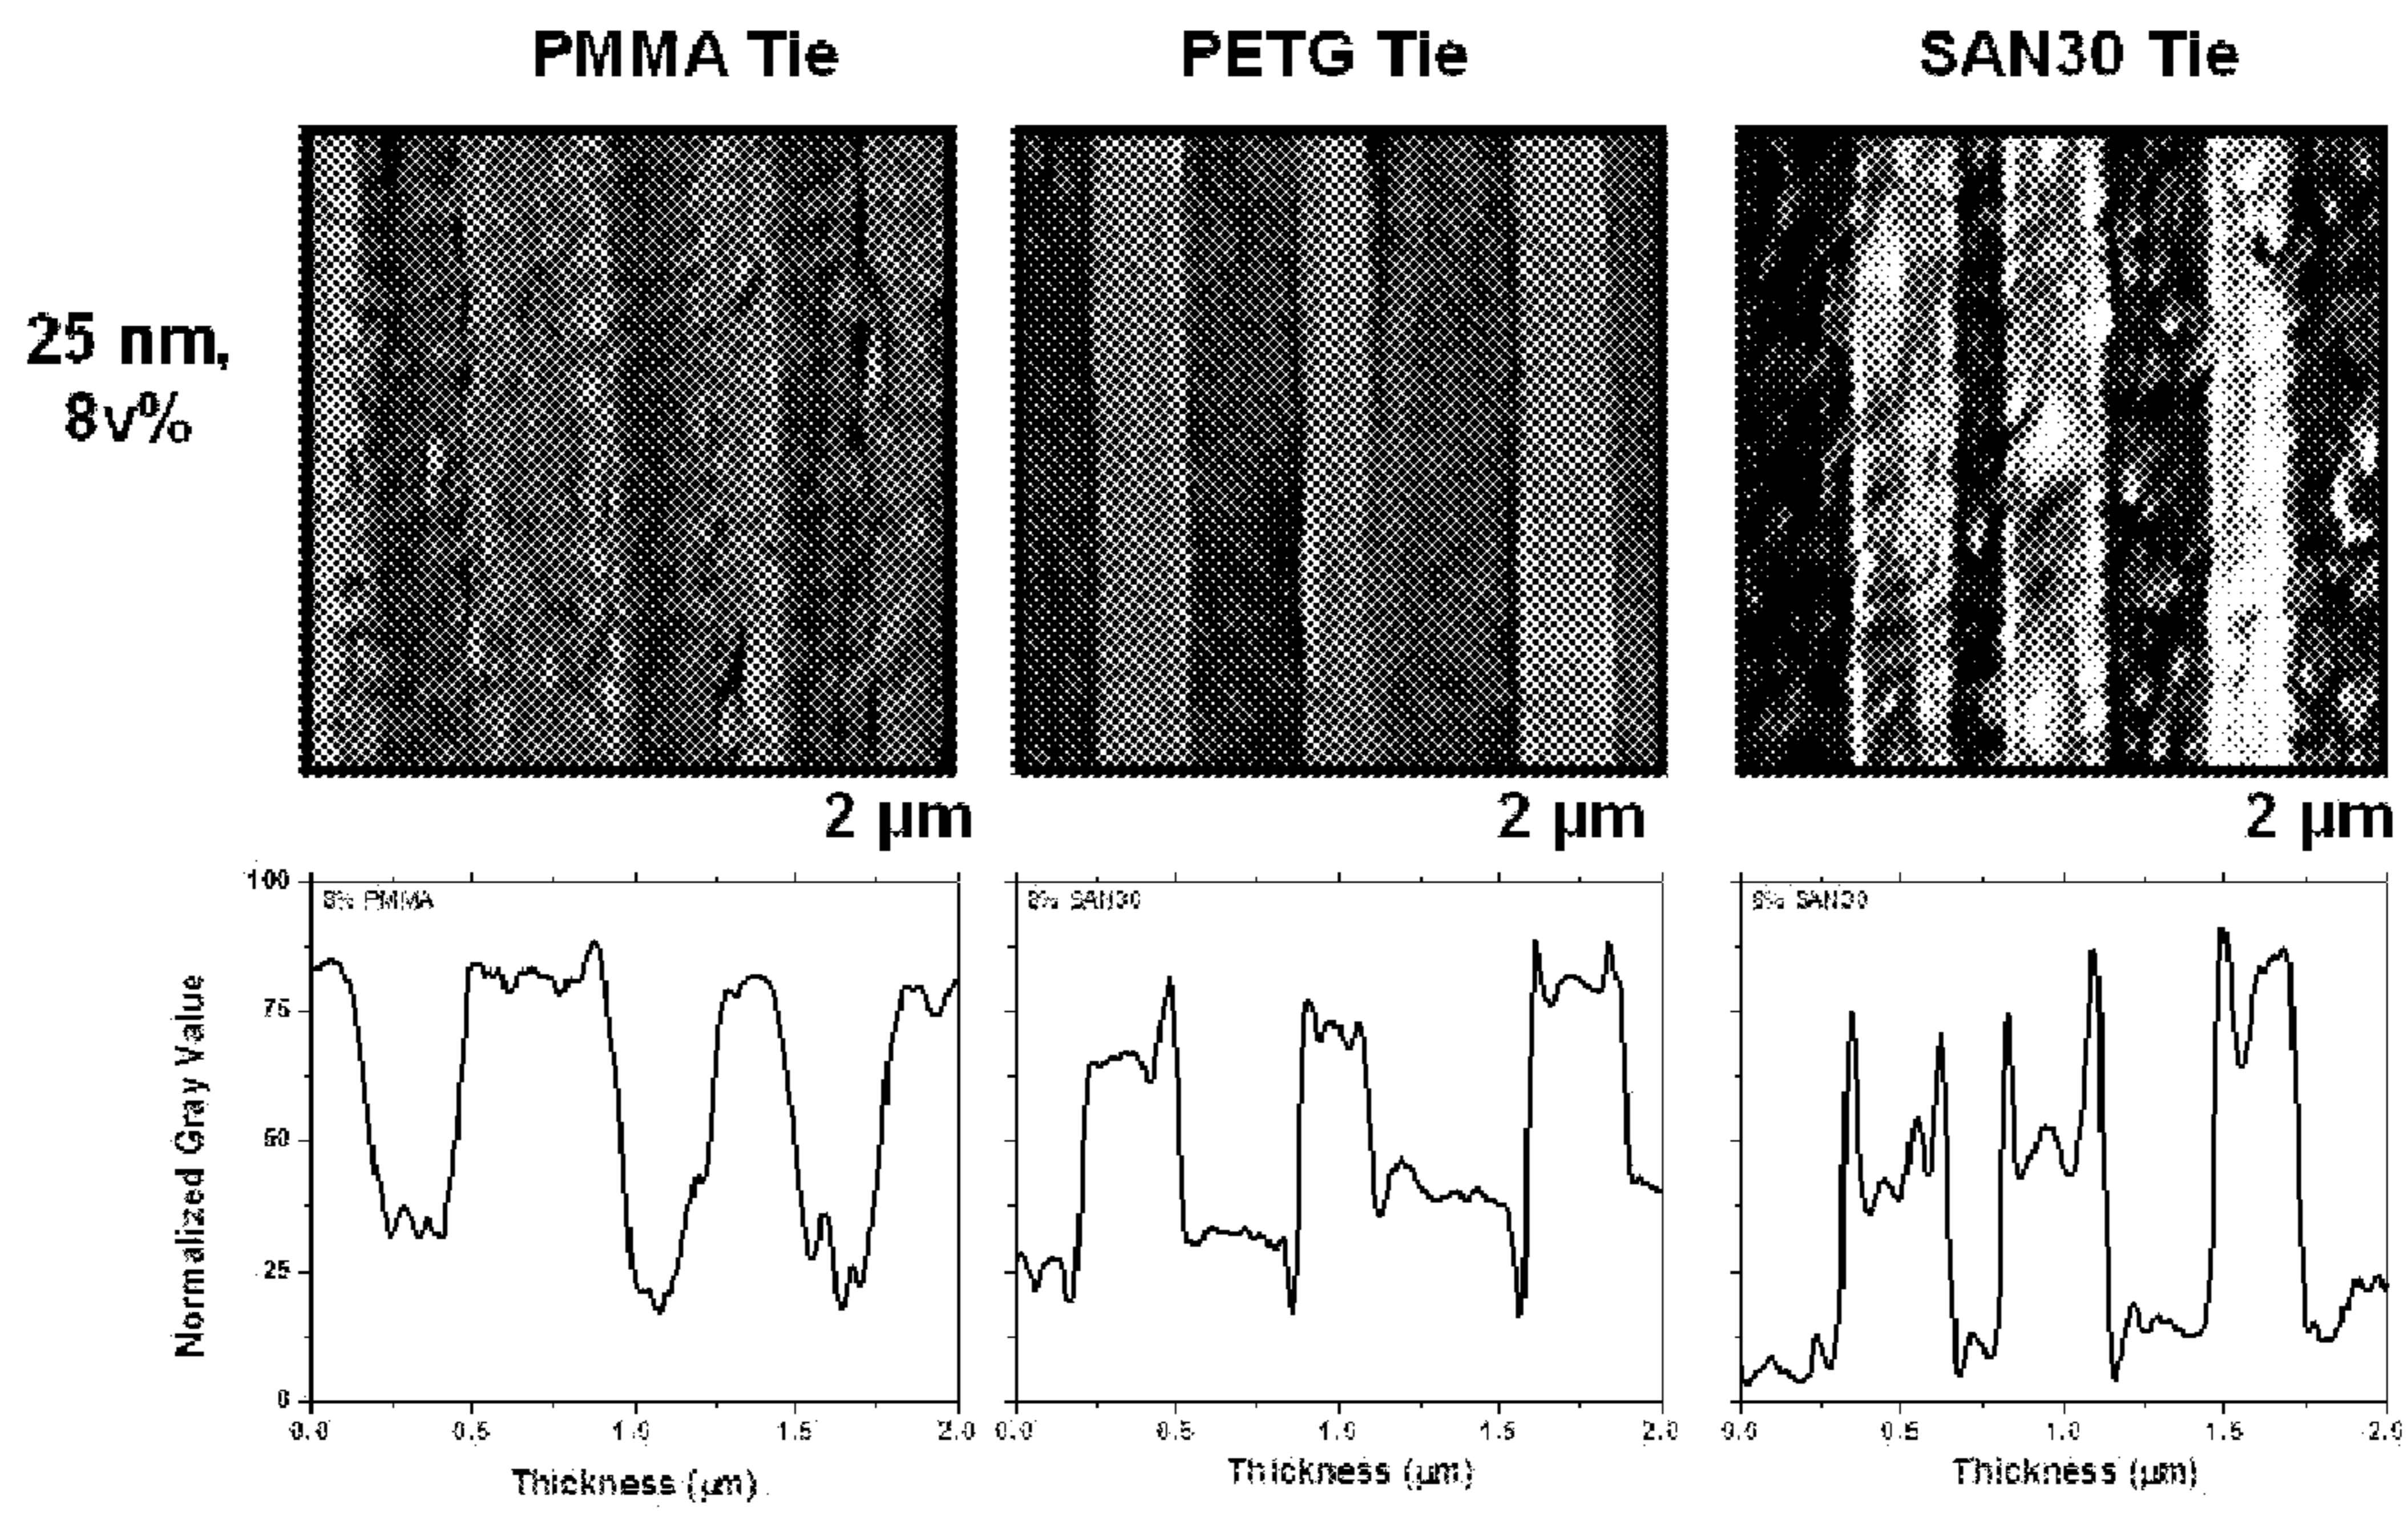 PMMA Tie
PETG Tie
SAN30 Tie
25 nm,
8v%
2 µm
2 µm
2 µm
100
75
50
25
0
Normalized Gray Value
8% PMMA
8% SAN30
8% SAN30
0.0 0.5 1.0 1.5 2.0
0.0 0.5 1.0 1.5 2.0
0.0 0.5 1.0 1.5 2.0
Thickness (µm)
Thickness (µm)
Thickness (µm)